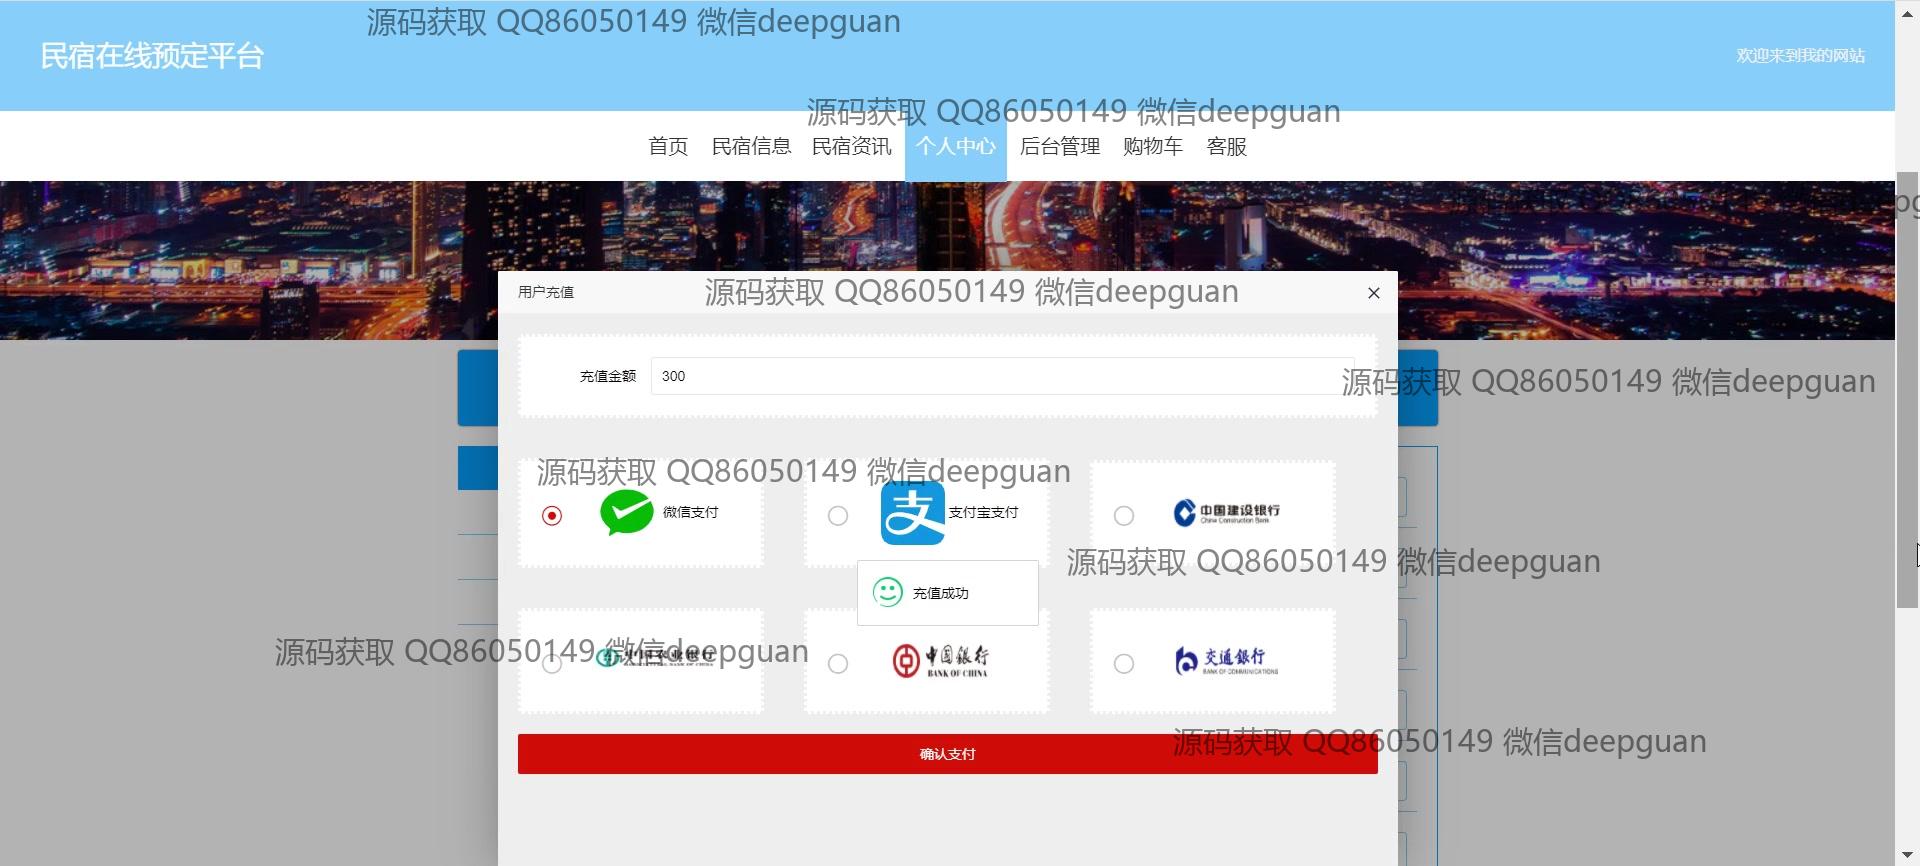 源码获取 QQ86050149 微信deepguan
民宿在线预定平台
欢迎来到我的网站
源码获取 QQ86050149 微信deepguan
首页 民宿信息 民宿资讯 个人中心 后台管理 购物车 客服
用户充值
源码获取 QQ86050149 微信deepguan
充值金额 300
源码获取 QQ86050149 微信deepguan
源码获取 QQ86050149 微信deepguan
微信支付
支付宝支付
中国建设银行
China Construction Bank
源码获取 QQ86050149 微信deepguan
充值成功
源码获取 QQ86050149 微信deepguan
中国银行
BANK OF CHINA
交通银行
BANK OF COMMUNICATIONS
源码获取 QQ86050149 微信deepguan
确认支付